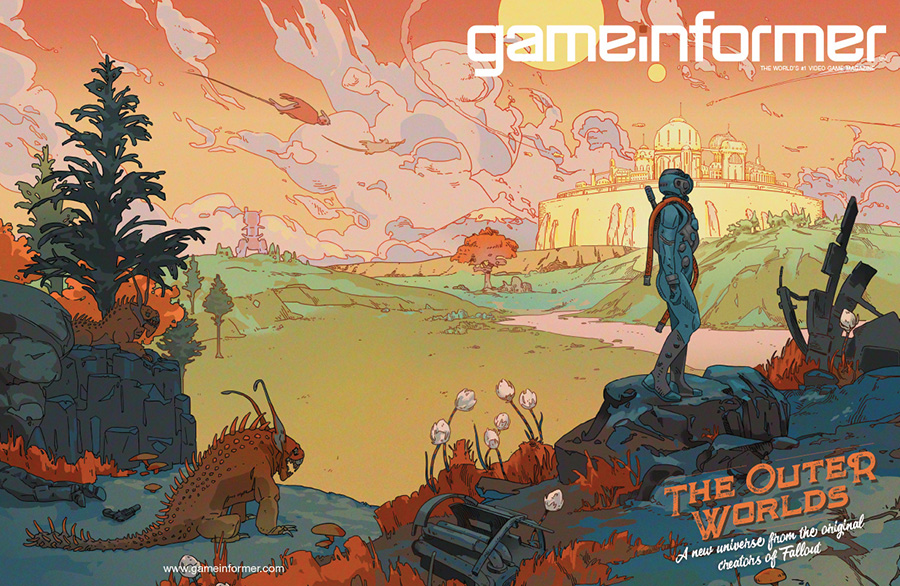 gameinformer
THE WORLD'S #1 VIDEO GAME MAGAZINE
THE OUTER
WORLDS
A new universe from the original
creators of Fallout
www.gameinformer.com